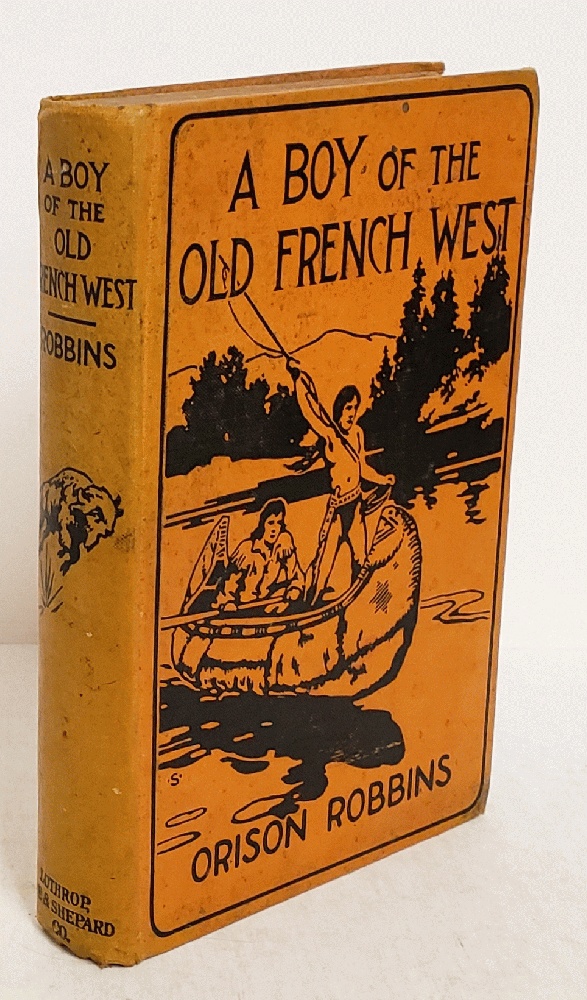 A BOY OF THE
OLD FRENCH WEST
·S·
ORISON ROBBINS
A BOY
OF THE
OLD
FRENCH WEST
ROBBINS
LOTHROP,
& SHEPARD
CO.